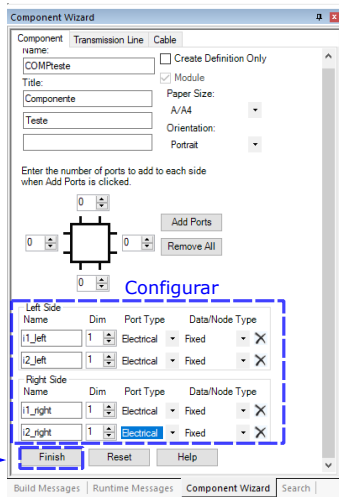 Component Wizard
Component Transmission Line Cable
Name:
COMPteste
Create Definition Only
Module
Title:
Componente
Teste
Paper Size:
A/A4
Orientation:
Portrait
Enter the number of ports to add to each side
when Add Ports is clicked.
0
0
0
0
Add Ports
Remove All
Configurar
Left Side
Name Dim Port Type Data/Node Type
i1_left 1 Electrical Fixed
i2_left 1 Electrical Fixed
Right Side
Name Dim Port Type Data/Node Type
i1_right 1 Electrical Fixed
i2_right 1 Electrical Fixed
Finish Reset Help
Build Messages Runtime Messages Component Wizard Search